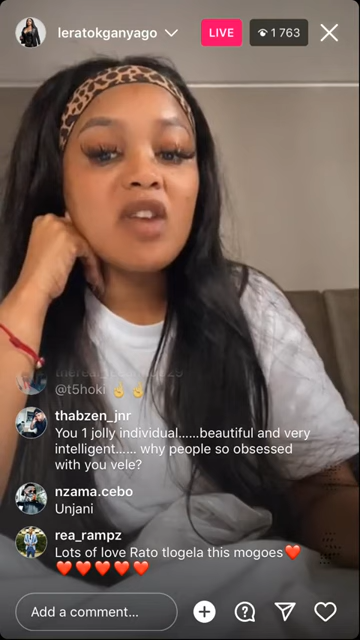 leratokganyago
LIVE
1 763
@t5hoki ✌️ ✌️
thabzen_jnr
You 1 jolly individual......beautiful and very
intelligent...... why people so obsessed
with you vele?
nzama.cebo
Unjani
rea_rampz
Lots of love Rato tlogela this mogoes❤️
❤️❤️❤️❤️❤️
Add a comment...